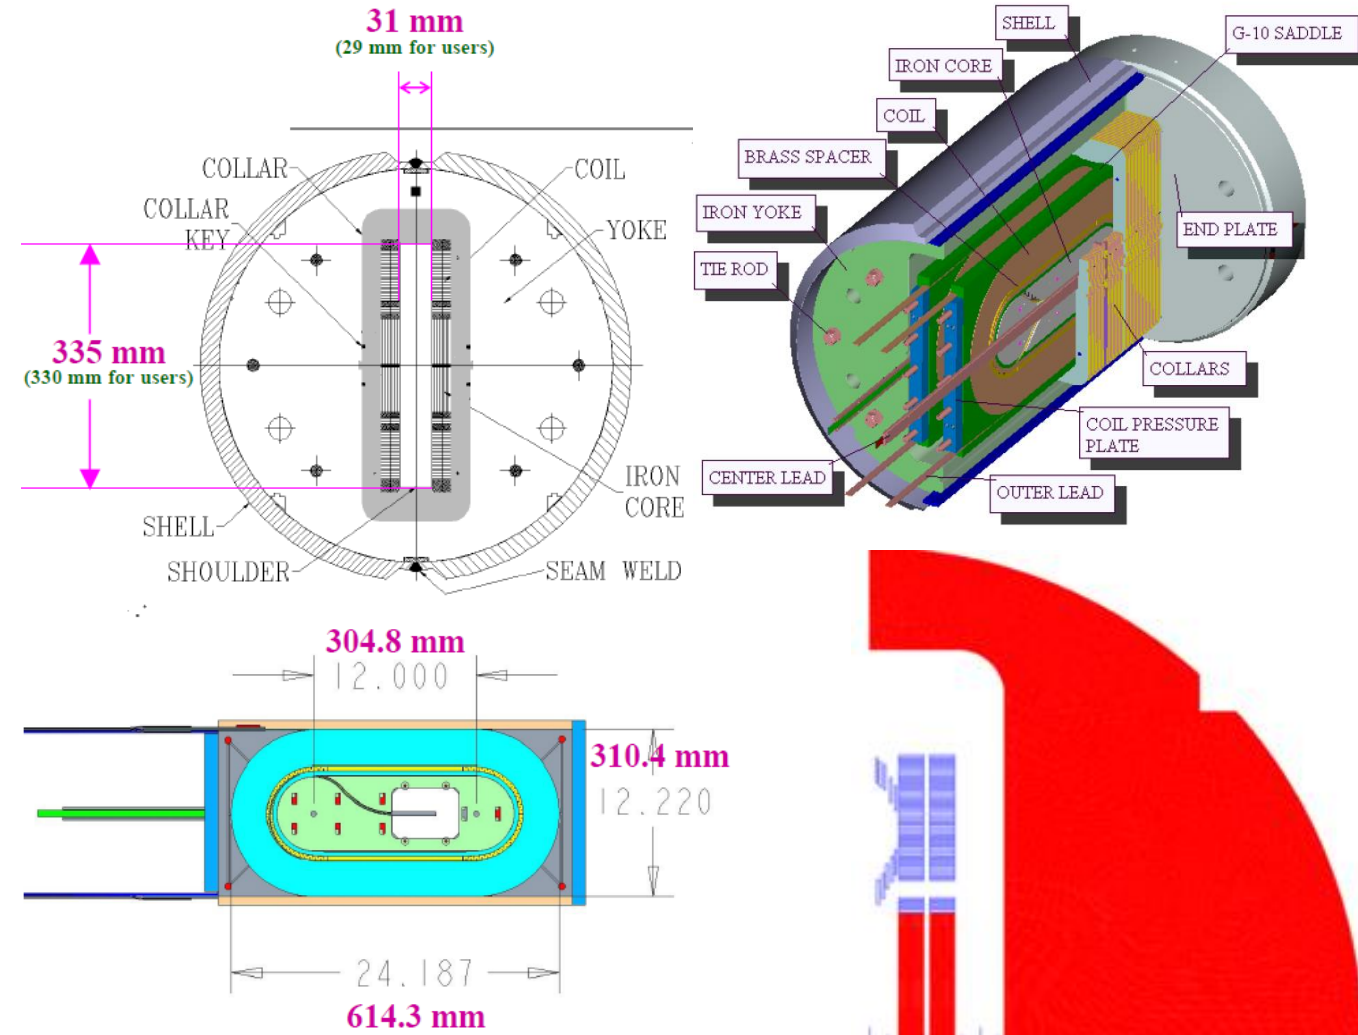 31 mm
(29 mm for users)
COLLAR
COIL
COLLAR
KEY
YOKE
335 mm
(330 mm for users)
IRON
CORE
SHELL
SHOULDER
SEAM WELD
SHELL
G-10 SADDLE
IRON CORE
COIL
BRASS SPACER
IRON YOKE
END PLATE
TIE ROD
COLLARS
COIL PRESSURE
PLATE
CENTER LEAD
OUTER LEAD
304.8 mm
12.000
310.4 mm
12.220
24.187
614.3 mm